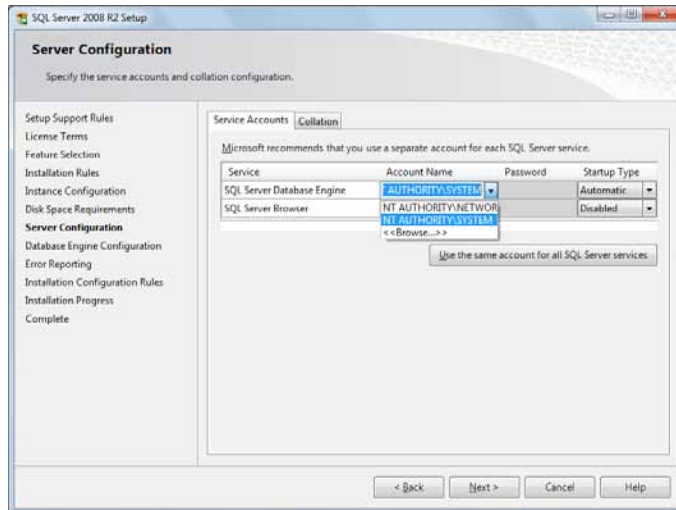 SQL Server 2008 R2 Setup
Server Configuration
Specify the service accounts and collation configuration.
Setup Support Rules
License Terms
Feature Selection
Installation Rules
Instance Configuration
Disk Space Requirements
Server Configuration
Database Engine Configuration
Error Reporting
Installation Configuration Rules
Installation Progress
Complete
Service Accounts Collation
Microsoft recommends that you use a separate account for each SQL Server service.
Service Account Name Password Startup Type
SQL Server Database Engine AUTHORITY\SYSTEM Automatic
SQL Server Browser NT AUTHORITY\NETWOR Disabled
NT AUTHORITY\SYSTEM
<<Browse...>>
Use the same account for all SQL Server services
< Back Next > Cancel Help